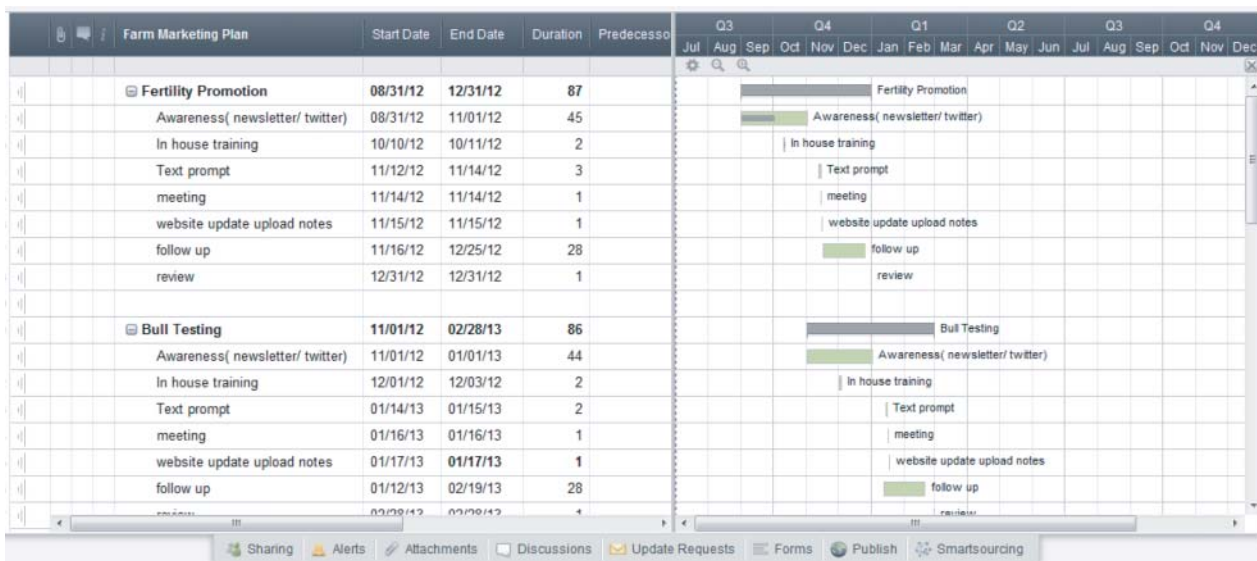 Farm Marketing Plan Start Date End Date Duration Predecesso
Q3 Q4 Q1 Q2 Q3 Q4
Jul Aug Sep Oct Nov Dec Jan Feb Mar Apr May Jun Jul Aug Sep Oct Nov Dec
Fertility Promotion 08/31/12 12/31/12 87 Fertility Promotion
Awareness( newsletter/ twitter) 08/31/12 11/01/12 45 Awareness( newsletter/ twitter)
In house training 10/10/12 10/11/12 2 In house training
Text prompt 11/12/12 11/14/12 3 Text prompt
meeting 11/14/12 11/14/12 1 meeting
website update upload notes 11/15/12 11/15/12 1 website update upload notes
follow up 11/16/12 12/25/12 28 follow up
review 12/31/12 12/31/12 1 review
Bull Testing 11/01/12 02/28/13 86 Bull Testing
Awareness( newsletter/ twitter) 11/01/12 01/01/13 44 Awareness( newsletter/ twitter)
In house training 12/01/12 12/03/12 2 In house training
Text prompt 01/14/13 01/15/13 2 Text prompt
meeting 01/16/13 01/16/13 1 meeting
website update upload notes 01/17/13 01/17/13 1 website update upload notes
follow up 01/12/13 02/19/13 28 follow up
review 02/28/13 02/28/13 1 review
Sharing Alerts Attachments Discussions Update Requests Forms Publish Smartsourcing